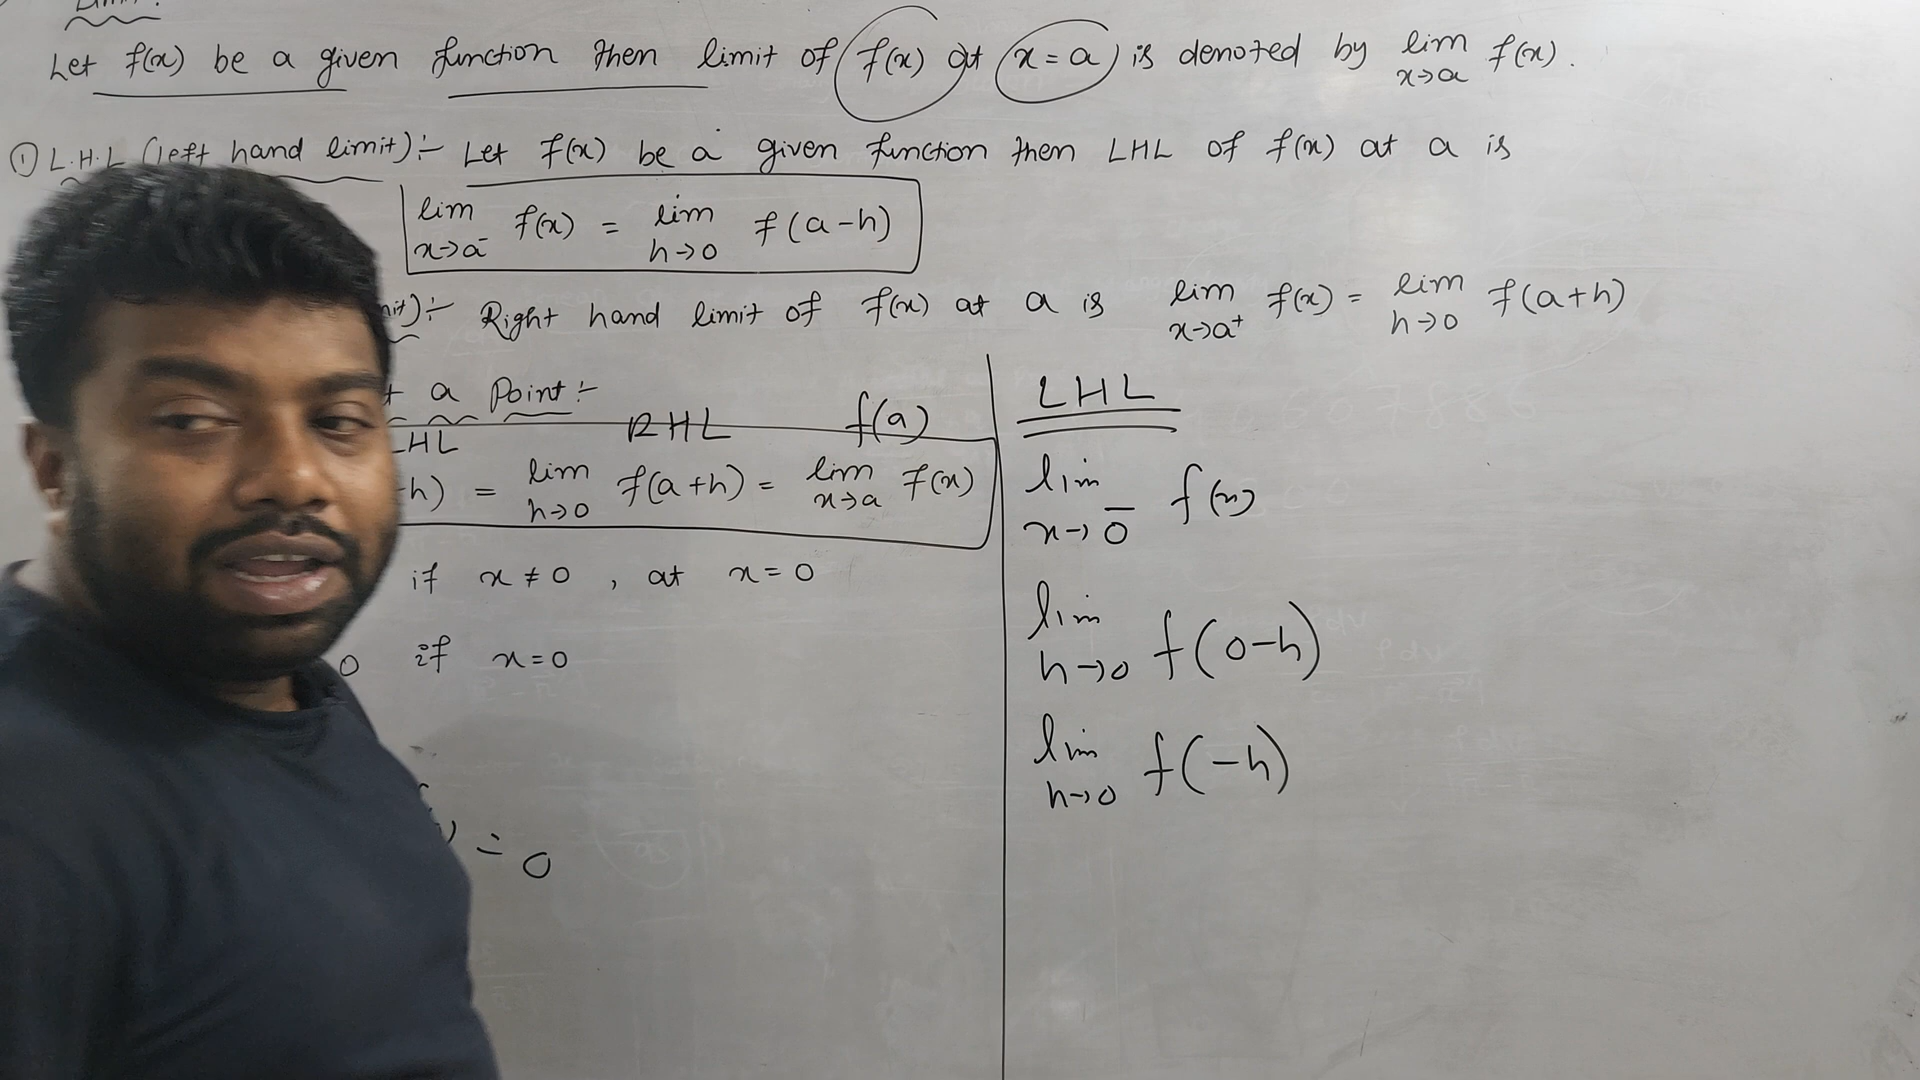 Let f(x) be a given function then limit of f(x) at x = a is denoted by lim x→a f(x).
① L.H.L (left hand limit):- Let f(x) be a given function then LHL of f(x) at a is
lim x→a⁻ f(x) = lim h→0 f(a-h)
Right hand limit of f(x) at a is lim x→a⁺ f(x) = lim h→0 f(a+h)
a Point:-
LHL RHL f(a)
-h) = lim h→0 f(a+h) = lim x→a f(x)
if x ≠ 0 , at x = 0
0 if x = 0
= 0
LHL
lim x→0⁻ f(x)
lim h→0 f(0-h)
lim h→0 f(-h)